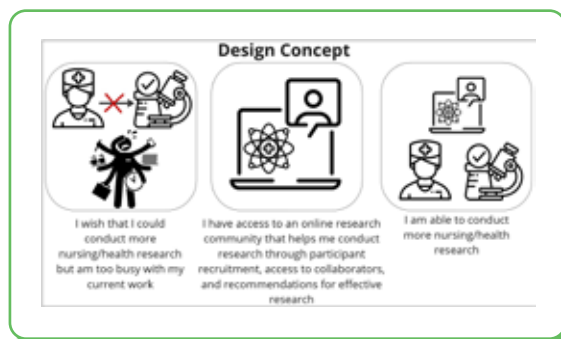 Design Concept
I wish that I could
conduct more
nursing/health research
but am too busy with my
current work
I have access to an online research
community that helps me conduct
research through participant
recruitment, access to collaborators,
and recommendations for effective
research
I am able to conduct
more nursing/health
research